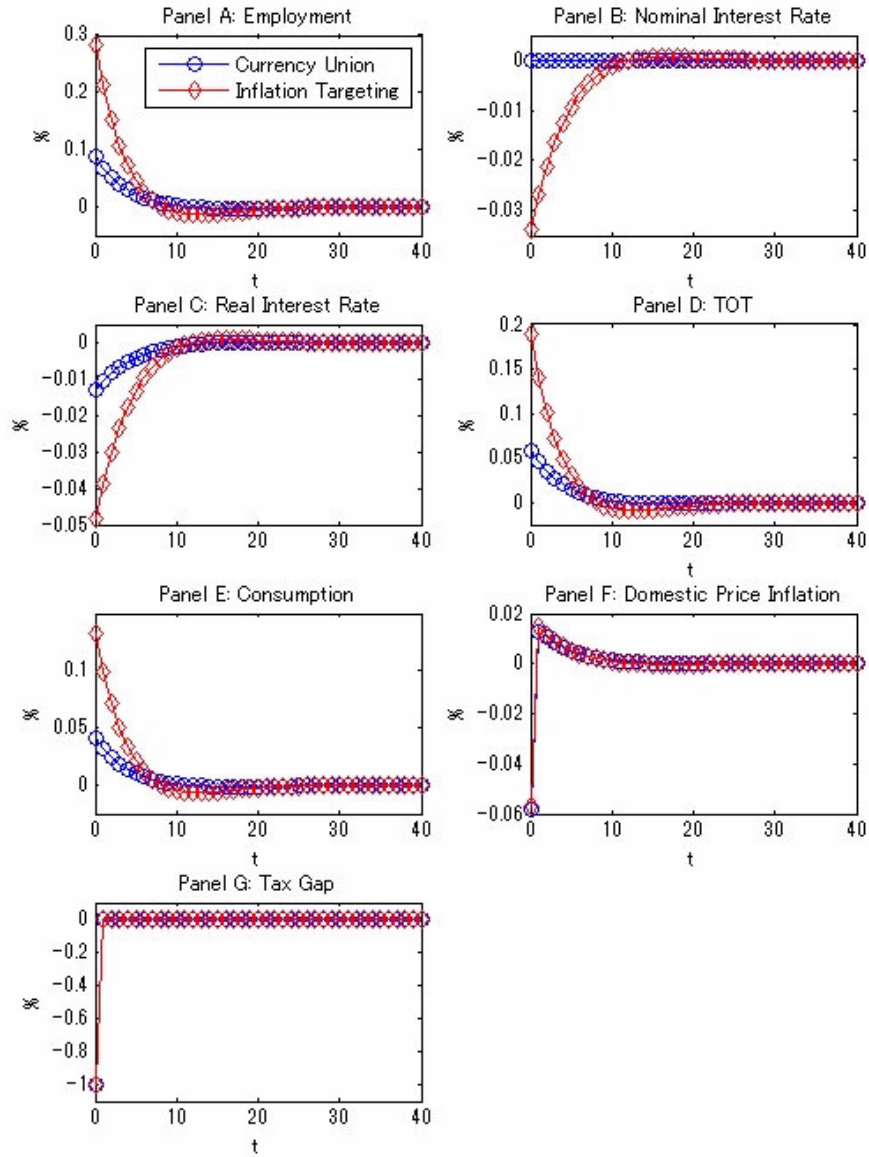 Panel A: Employment
0.3
0.2
0.1
0
%
0 10 20 30 40
t
Currency Union
Inflation Targeting
Panel B: Nominal Interest Rate
0
-0.01
-0.02
-0.03
%
0 10 20 30 40
t
Panel C: Real Interest Rate
0
-0.01
-0.02
-0.03
-0.04
-0.05
%
0 10 20 30 40
t
Panel D: TOT
0.2
0.15
0.1
0.05
0
%
0 10 20 30 40
t
Panel E: Consumption
0.1
0.05
0
%
0 10 20 30 40
t
Panel F: Domestic Price Inflation
0.02
0
-0.02
-0.04
-0.06
%
0 10 20 30 40
t
Panel G: Tax Gap
0
-0.2
-0.4
-0.6
-0.8
-1
%
0 10 20 30 40
t